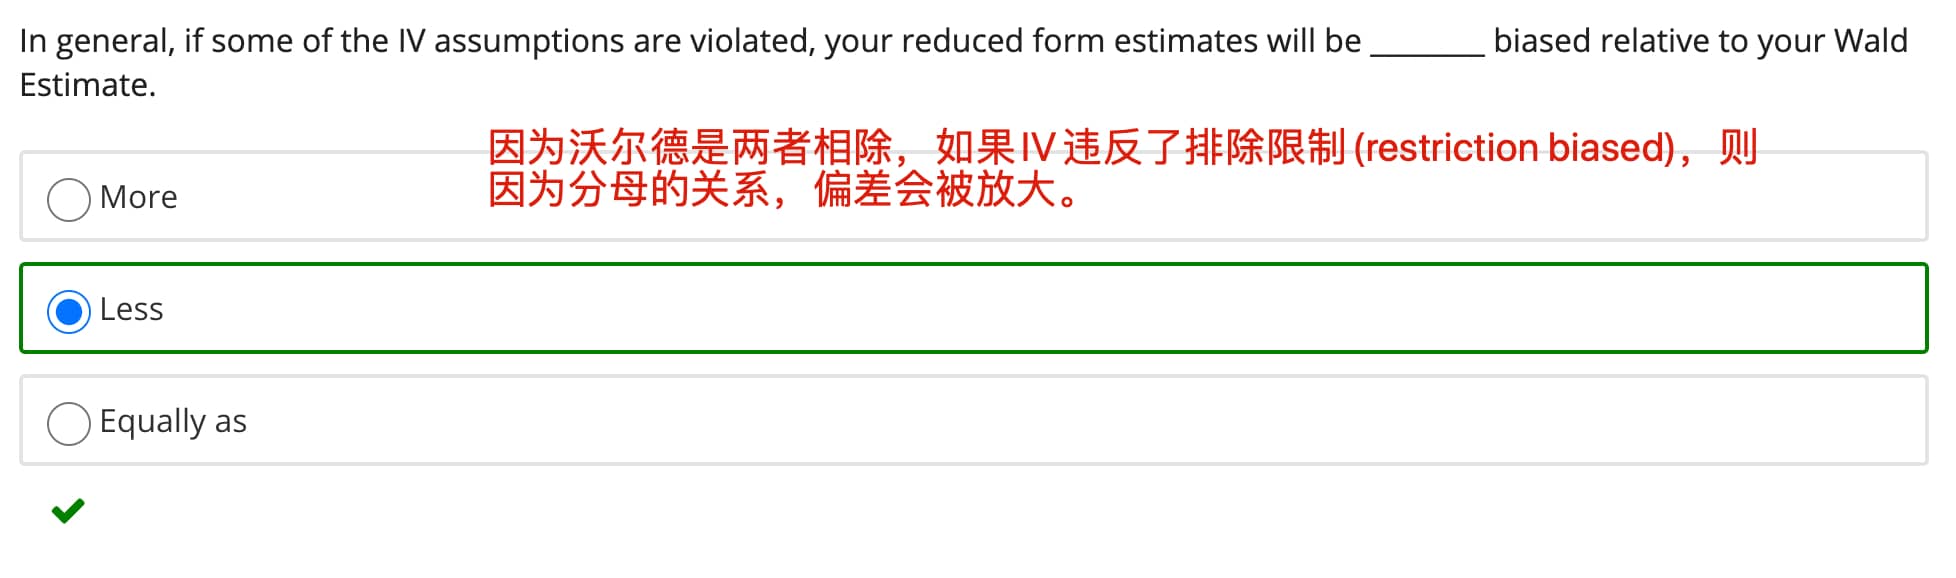 In general, if some of the IV assumptions are violated, your reduced form estimates will be _______ biased relative to your Wald
Estimate.
因为沃尔德是两者相除，如果IV违反了排除限制(restriction biased)，则
因为分母的关系，偏差会被放大。
More
Less
Equally as